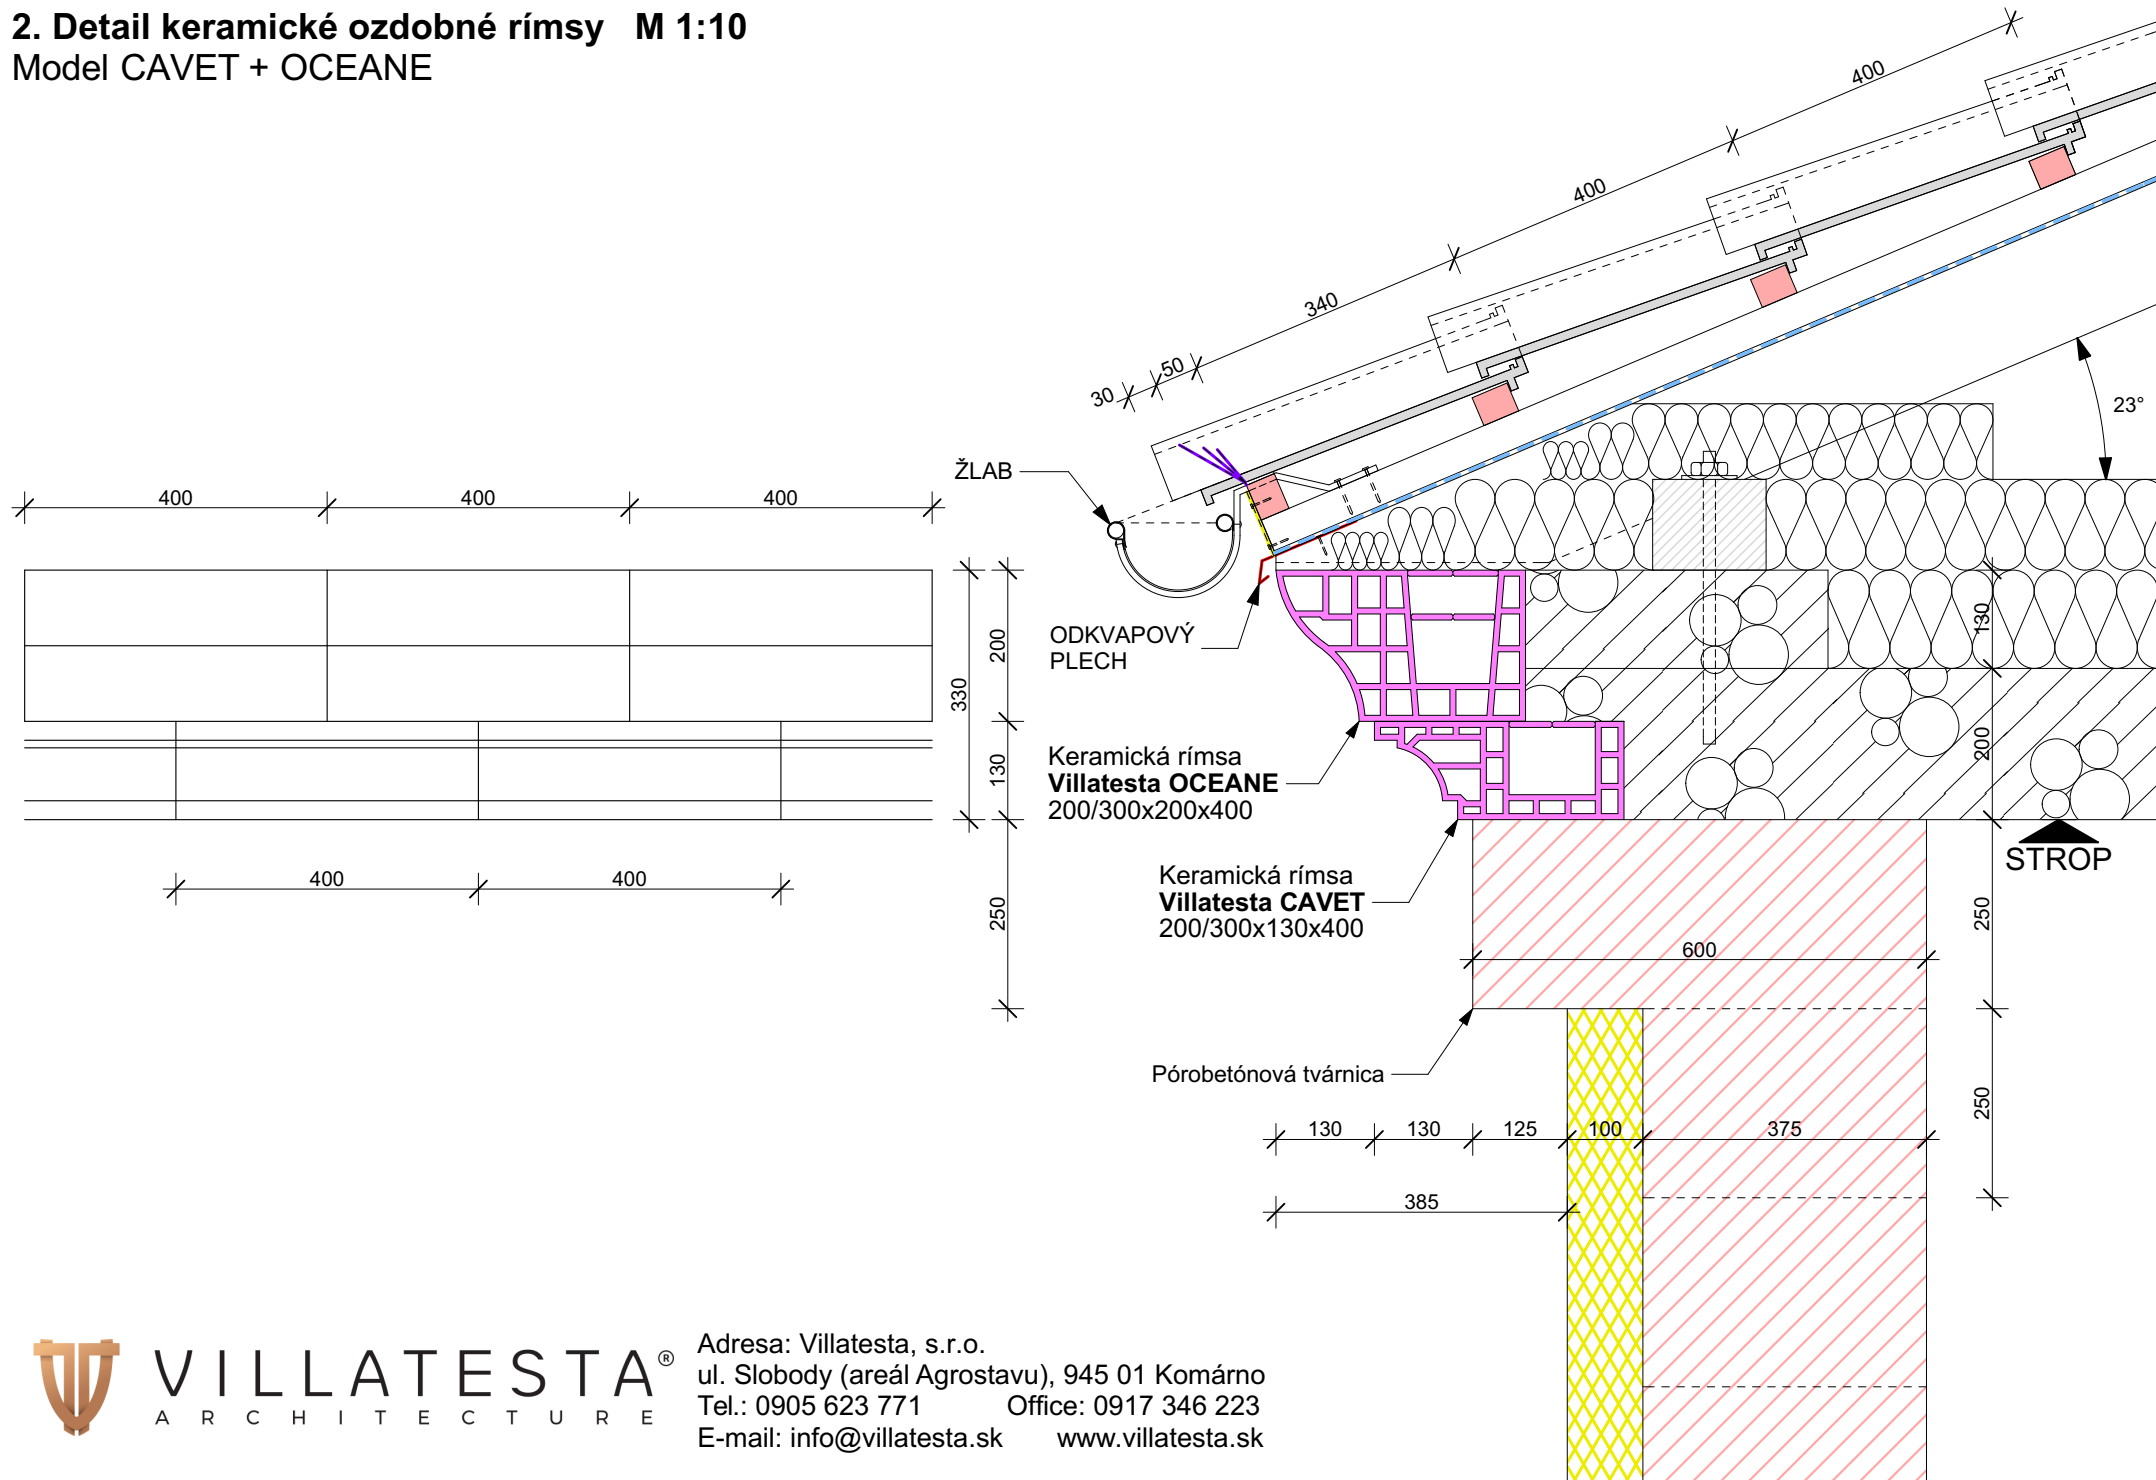 2. Detail keramické ozdobné rímsy M 1:10
Model CAVET + OCEANE
400
400
340
50
30
23°
ŽLAB
400
400
400
ODKVAPOVÝ
PLECH
330
200
130
250
400
400
Keramická rímsa
Villatesta OCEANE
200/300x200x400
Keramická rímsa
Villatesta CAVET
200/300x130x400
130
200
STROP
250
600
250
Pórobetónová tvárnica
130
130
125
100
375
385
VILLATESTA®
ARCHITECTURE
Adresa: Villatesta, s.r.o.
ul. Slobody (areál Agrostavu), 945 01 Komárno
Tel.: 0905 623 771 Office: 0917 346 223
E-mail: info@villatesta.sk www.villatesta.sk